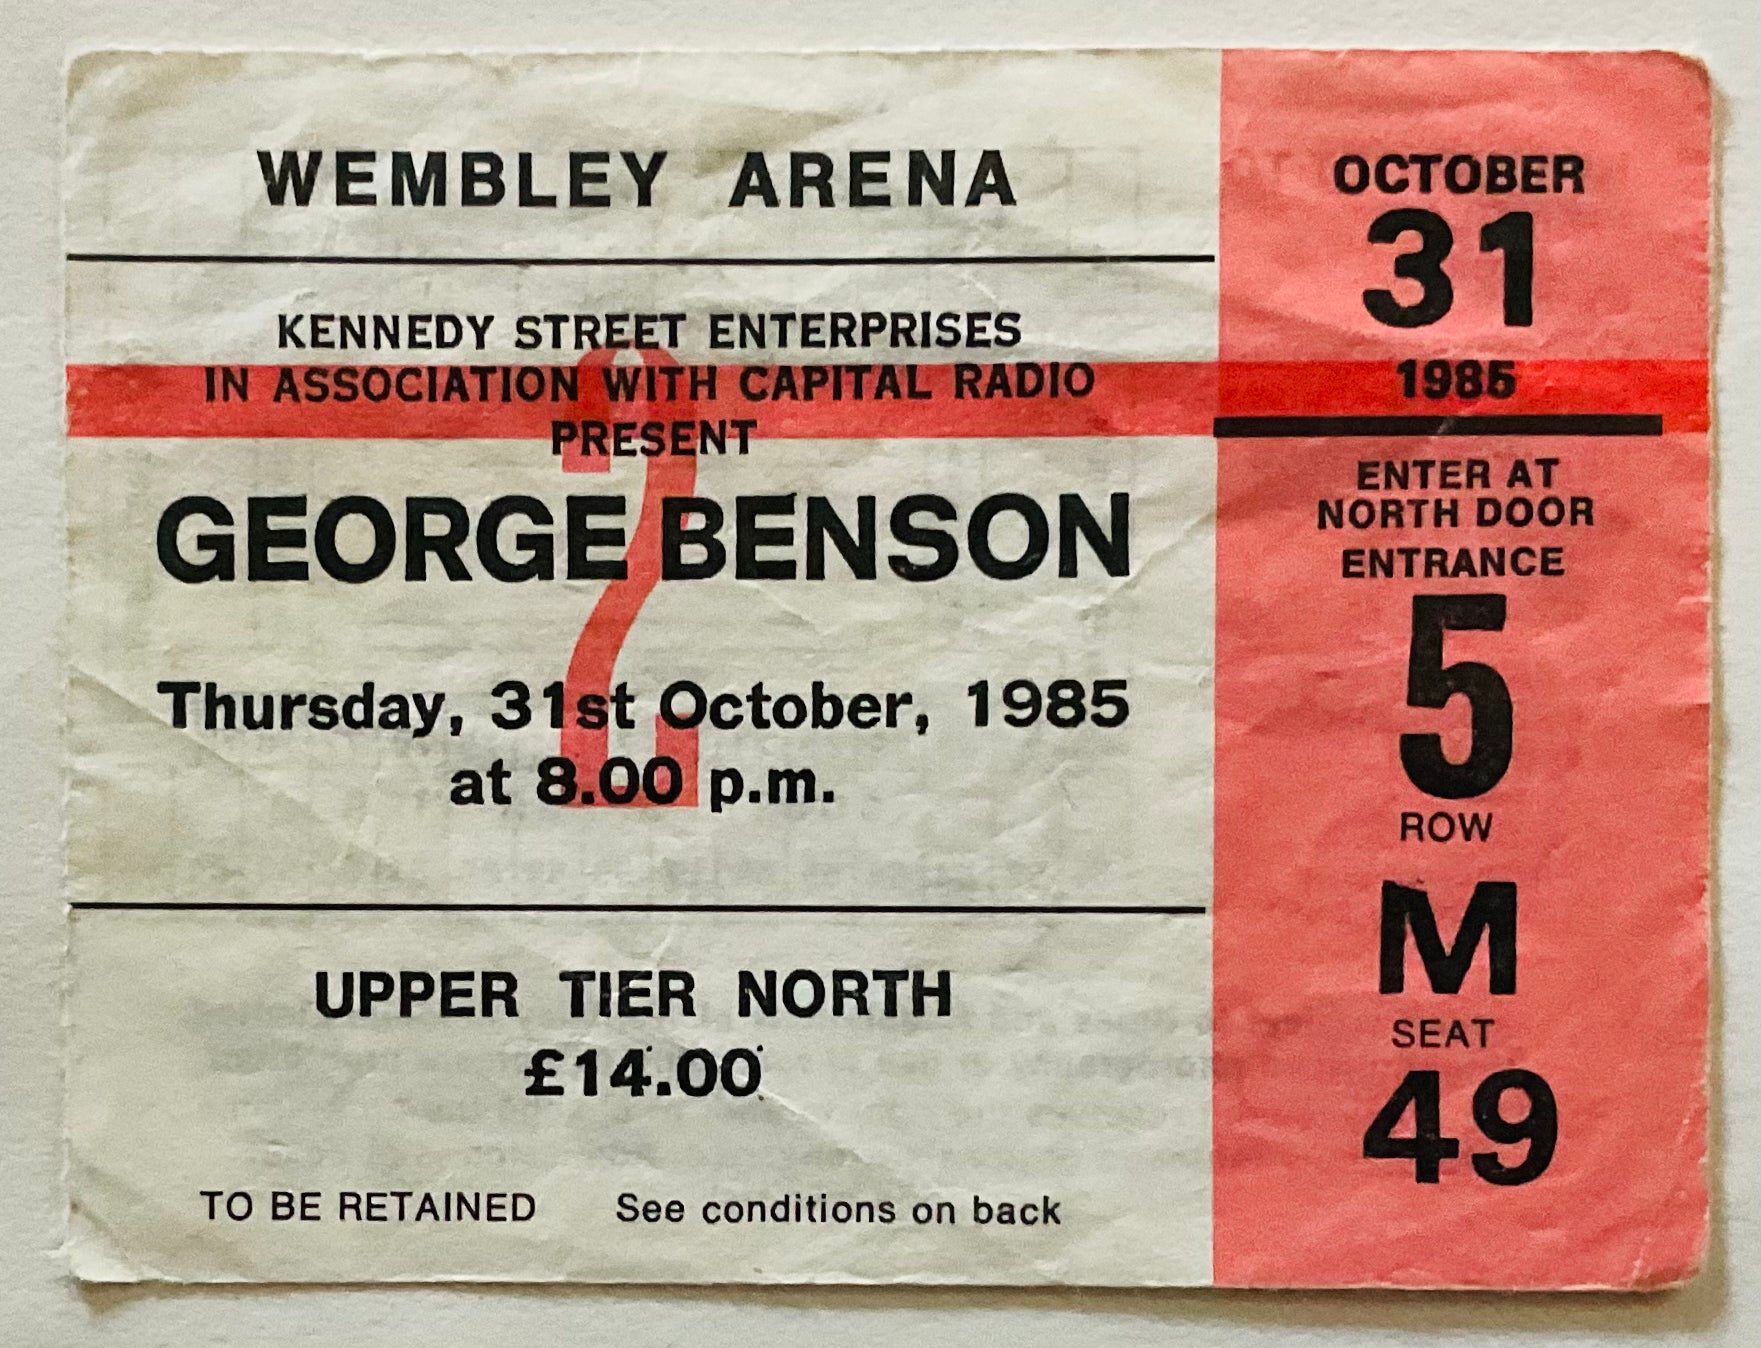 WEMBLEY ARENA
KENNEDY STREET ENTERPRISES
IN ASSOCIATION WITH CAPITAL RADIO
PRESENT
GEORGE BENSON
Thursday, 31st October, 1985
at 8.00 p.m.
UPPER TIER NORTH
£14.00
TO BE RETAINED See conditions on back
OCTOBER
31
1985
ENTER AT
NORTH DOOR
ENTRANCE
5
ROW
M
SEAT
49
2